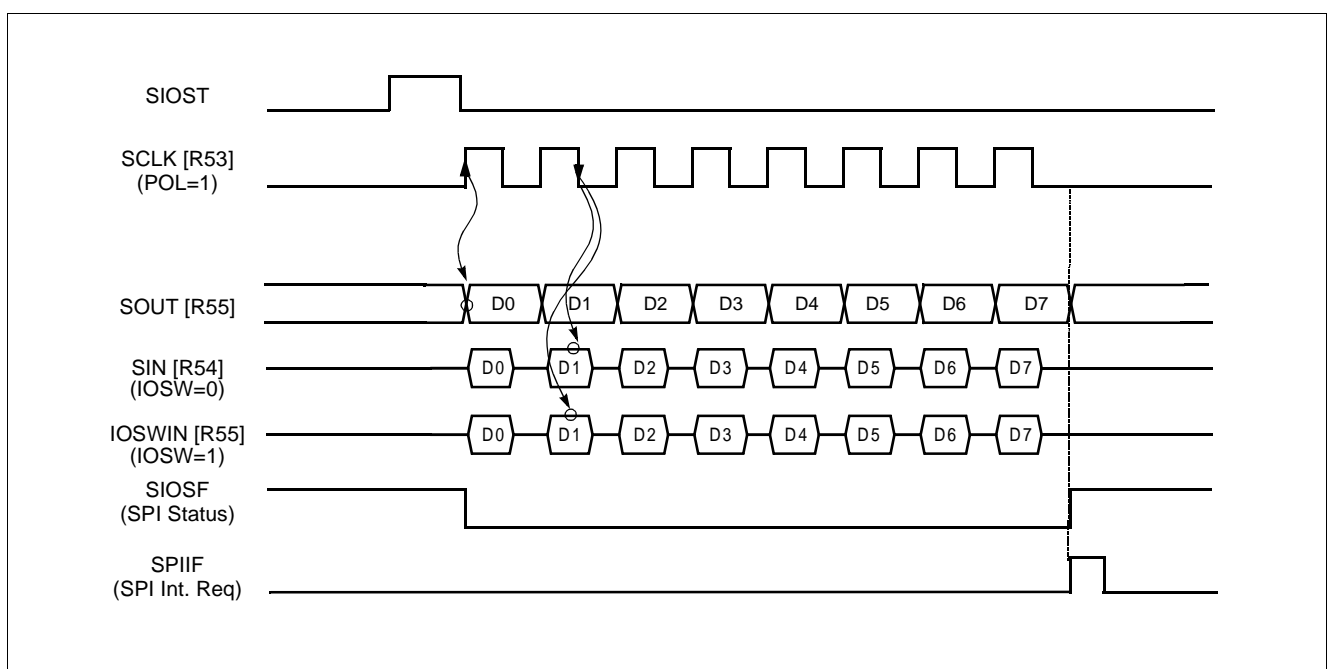 SIOST
SCLK [R53]
(POL=1)
SOUT [R55]
D0 D1 D2 D3 D4 D5 D6 D7
SIN [R54]
(IOSW=0)
D0 D1 D2 D3 D4 D5 D6 D7
IOSWIN [R55]
(IOSW=1)
D0 D1 D2 D3 D4 D5 D6 D7
SIOSF
(SPI Status)
SPIIF
(SPI Int. Req)